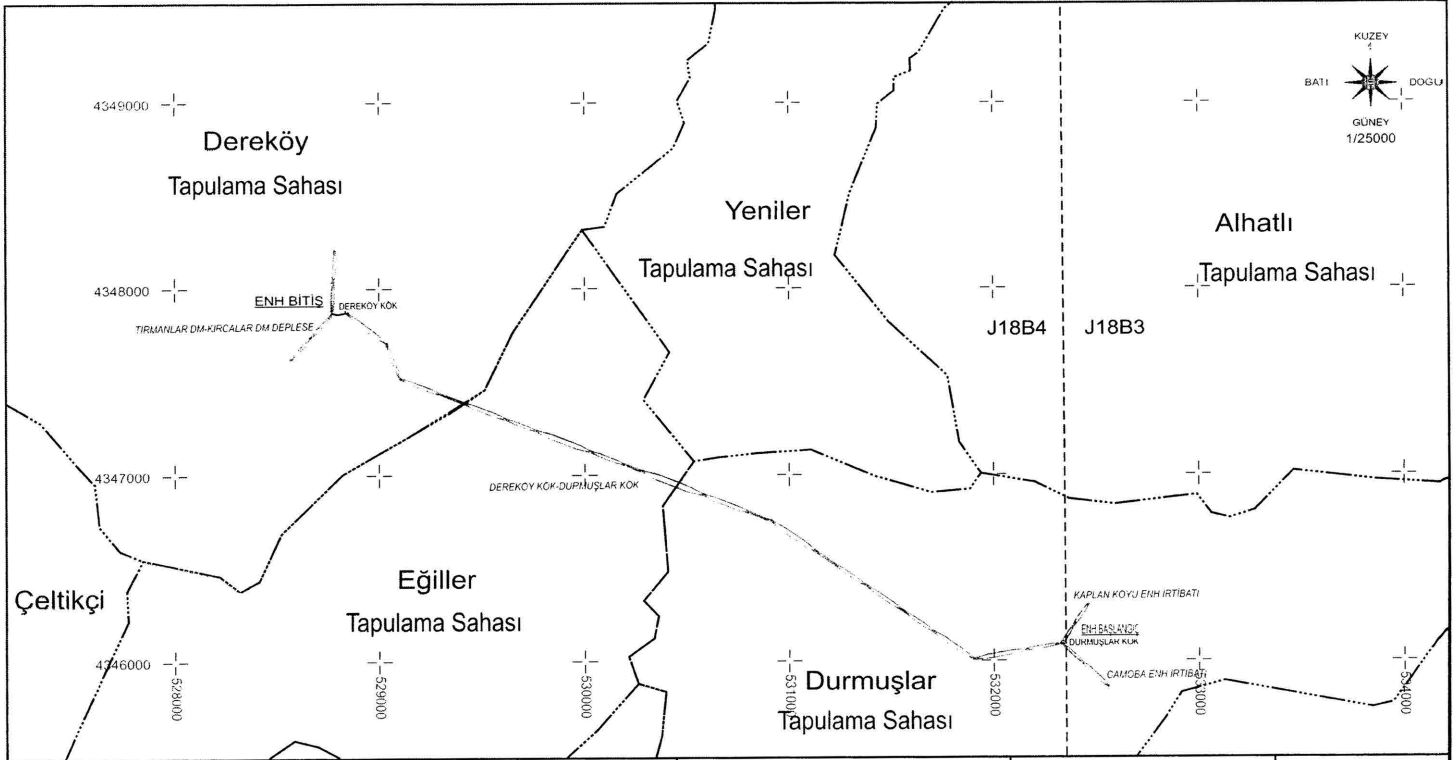 KUZEY
BATI
DOĞU
GÜNEY
1/25000
4349000
Dereköy
Tapulama Sahası
Yeniler
Tapulama Sahası
Alhatlı
Tapulama Sahası
4348000
ENH BİTİŞ
DEREKÖY KÖK
TIRMANLAR DM-KIRCALAR DM DEPLESE
J18B4
J18B3
4347000
DEREKÖY KÖK-DURMUŞLAR KÖK
Çeltikçi
Eğiller
Tapulama Sahası
KAPLAN KOYU ENH IRTIBATI
ENH BAŞLANGIÇ
DURMUŞLAR KÖK
CAMOBA ENH IRTIBATI
4346000
Durmuşlar
Tapulama Sahası
528000
529000
530000
531000
532000
533000
534000